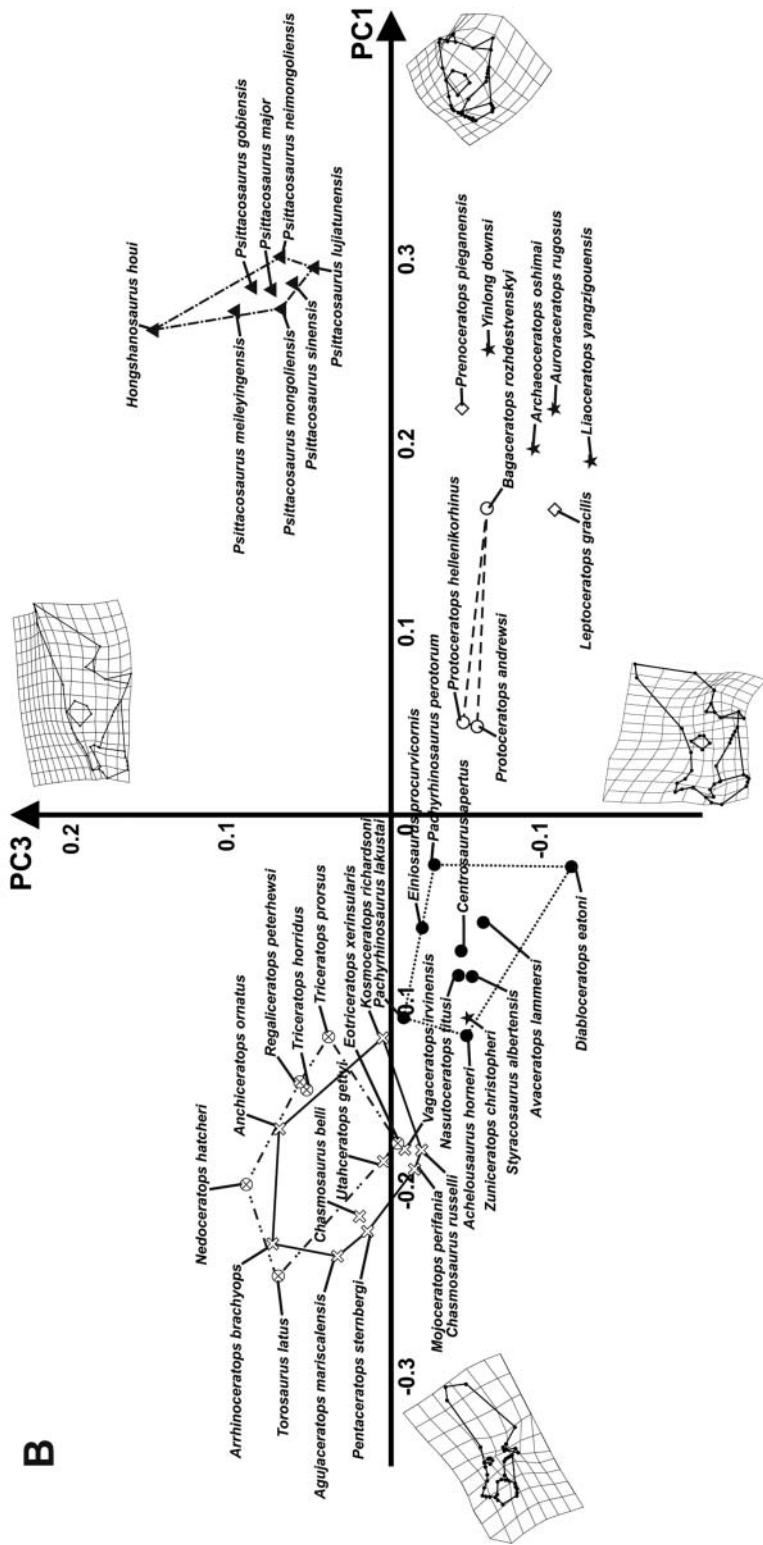 B
PC3
0.2
0.1
0
-0.1
PC1
0.3
0.2
0.1
-0.1
-0.2
-0.3
Hongshanosaurus houi
Psittacosaurus gobiensis
Psittacosaurus major
Psittacosaurus neimongoliensis
Psittacosaurus meileyingensis
Psittacosaurus mongoliensis
Psittacosaurus sinensis
Psittacosaurus lujiatunensis
Prenoceratops pieganensis
Yinlong downsi
Bagaceratops rozhdestvenskyi
Archaeoceratops oshimai
Auroraceratops rugosus
Liaoceratops yangzigouensis
Leptoceratops gracilis
Protoceratops hellenikorhinus
Protoceratops andrewsi
Nedoceratops hatcheri
Anchiceratops ornatus
Regaliceratops peterhewsi
Triceratops horridus
Triceratops prorsus
Eotriceratops xerinsularis
Kosmoceratops richardsoni
Pachyrhinosaurus lakustai
Einiosaurus procurvicornis
Pachyrhinosaurus perotorum
Centrosaurus apertus
Arrhinoceratops brachyops
Torosaurus latus
Agujaceratops mariscalensis
Pentaceratops sternbergi
Chasmosaurus belli
Utahceratops gettyi
Mojoceratops perifania
Chasmosaurus russelli
Vagaceratops irvinensis
Nasutoceratops titusi
Achelousaurus horneri
Zuniceratops christopheri
Styracosaurus albertensis
Avaceratops lammersi
Diabloceratops eatoni